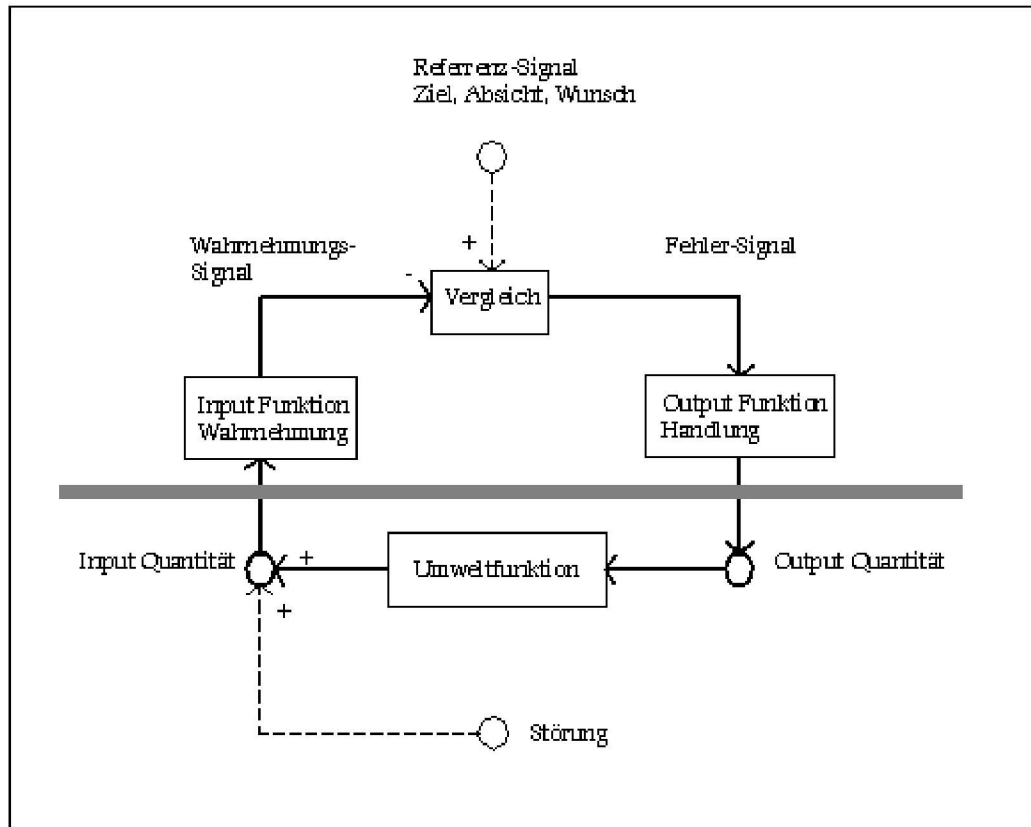 Referrenz-Signal
Ziel, Absicht, Wunsch
+
Wahrnehmungs-
Signal
Fehler-Signal
-
Vergleich
Input Funktion
Wahrnehmung
Output Funktion
Handlung
Input Quantität
+
Umweltfunktion
Output Quantität
+
Störung